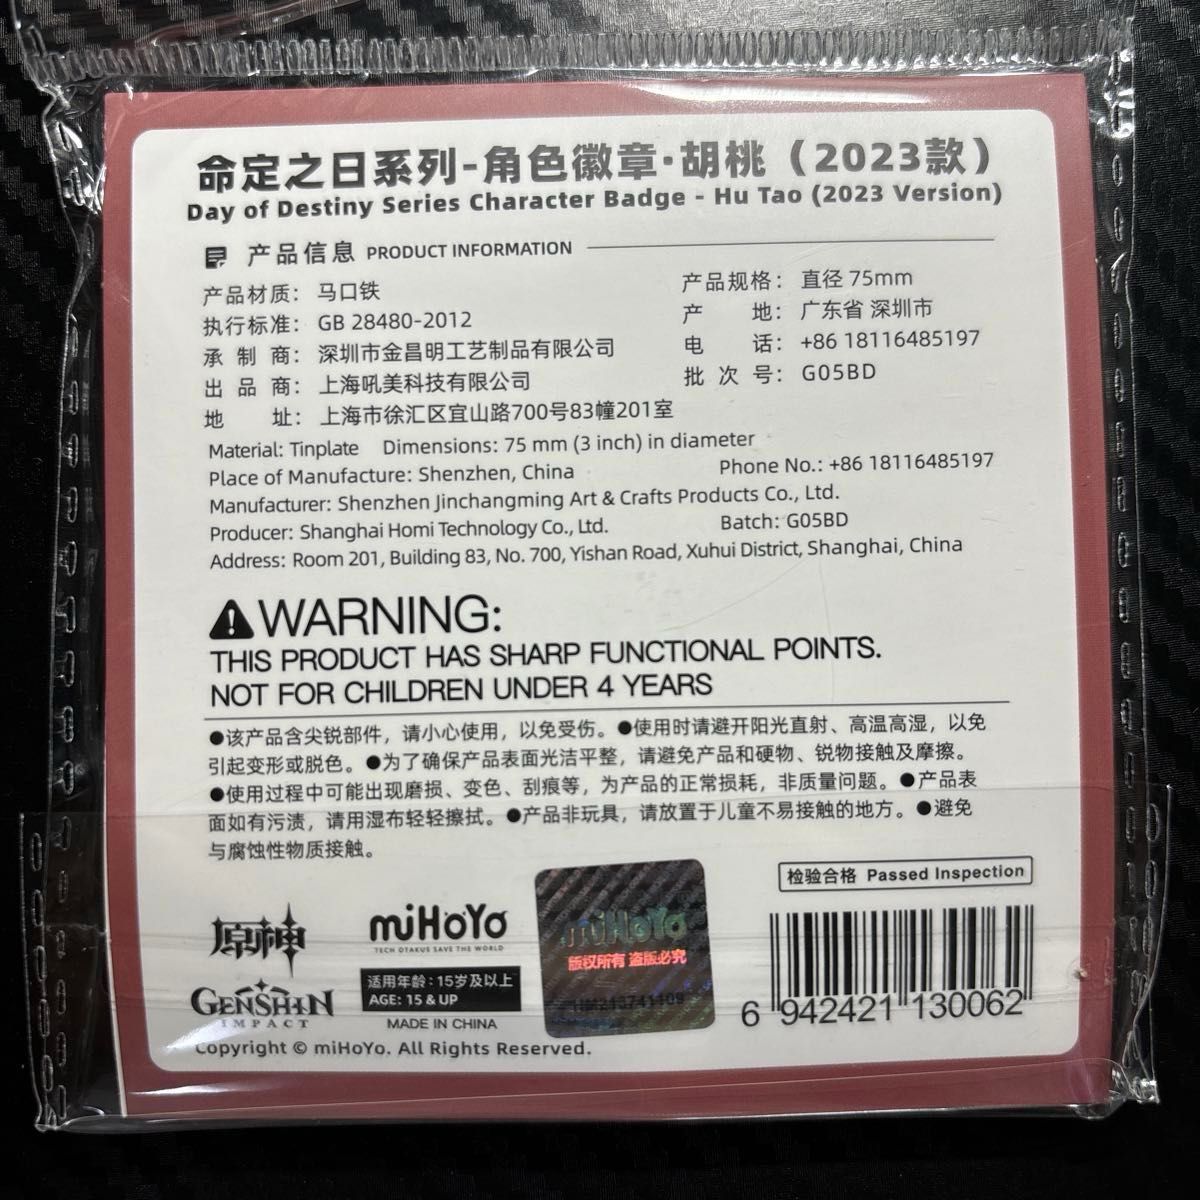 命定之日系列-角色徽章·胡桃（2023款）
Day of Destiny Series Character Badge - Hu Tao (2023 Version)
产品信息 PRODUCT INFORMATION
产品材质： 马口铁
产品规格： 直径 75mm
执行标准： GB 28480-2012
产 地： 广东省 深圳市
承 制 商： 深圳市金昌明工艺制品有限公司
电 话： +86 18116485197
出 品 商： 上海吼美科技有限公司
批 次 号： G05BD
地 址： 上海市徐汇区宜山路700号83幢201室
Material: Tinplate Dimensions: 75 mm (3 inch) in diameter
Place of Manufacture: Shenzhen, China Phone No.: +86 18116485197
Manufacturer: Shenzhen Jinchangming Art & Crafts Products Co., Ltd.
Producer: Shanghai Homi Technology Co., Ltd. Batch: G05BD
Address: Room 201, Building 83, No. 700, Yishan Road, Xuhui District, Shanghai, China
WARNING:
THIS PRODUCT HAS SHARP FUNCTIONAL POINTS.
NOT FOR CHILDREN UNDER 4 YEARS
●该产品含尖锐部件，请小心使用，以免受伤。●使用时请避开阳光直射、高温高湿，以免
引起变形或脱色。●为了确保产品表面光洁平整，请避免产品和硬物、锐物接触及摩擦。
●使用过程中可能出现磨损、变色、刮痕等，为产品的正常损耗，非质量问题。●产品表
面如有污渍，请用湿布轻轻擦拭。●产品非玩具，请放置于儿童不易接触的地方。●避免
与腐蚀性物质接触。
检验合格 Passed Inspection
原神
GENSHIN
IMPACT
miHoYo
TECH OTAKUS SAVE THE WORLD
适用年龄：15岁及以上
AGE: 15 & UP
MADE IN CHINA
miHoYo
版权所有 盗版必究
6 942421 130062
Copyright © miHoYo. All Rights Reserved.